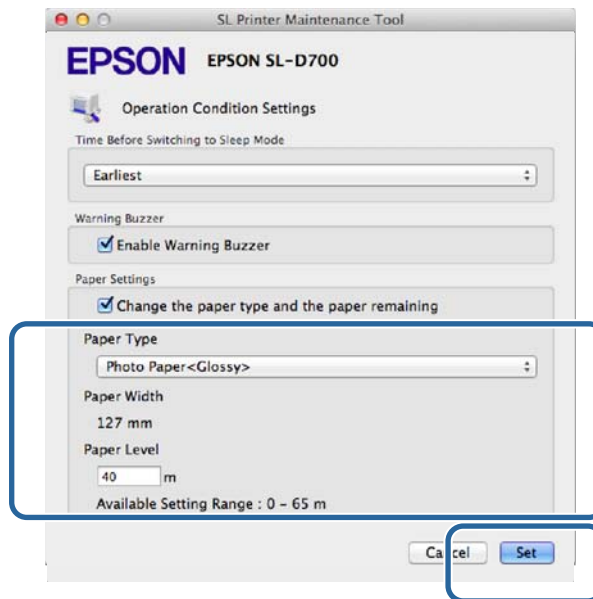 SL Printer Maintenance Tool
EPSON EPSON SL-D700
Operation Condition Settings
Time Before Switching to Sleep Mode
Earliest
Warning Buzzer
Enable Warning Buzzer
Paper Settings
Change the paper type and the paper remaining
Paper Type
Photo Paper<Glossy>
Paper Width
127 mm
Paper Level
40 m
Available Setting Range : 0 – 65 m
Cancel Set